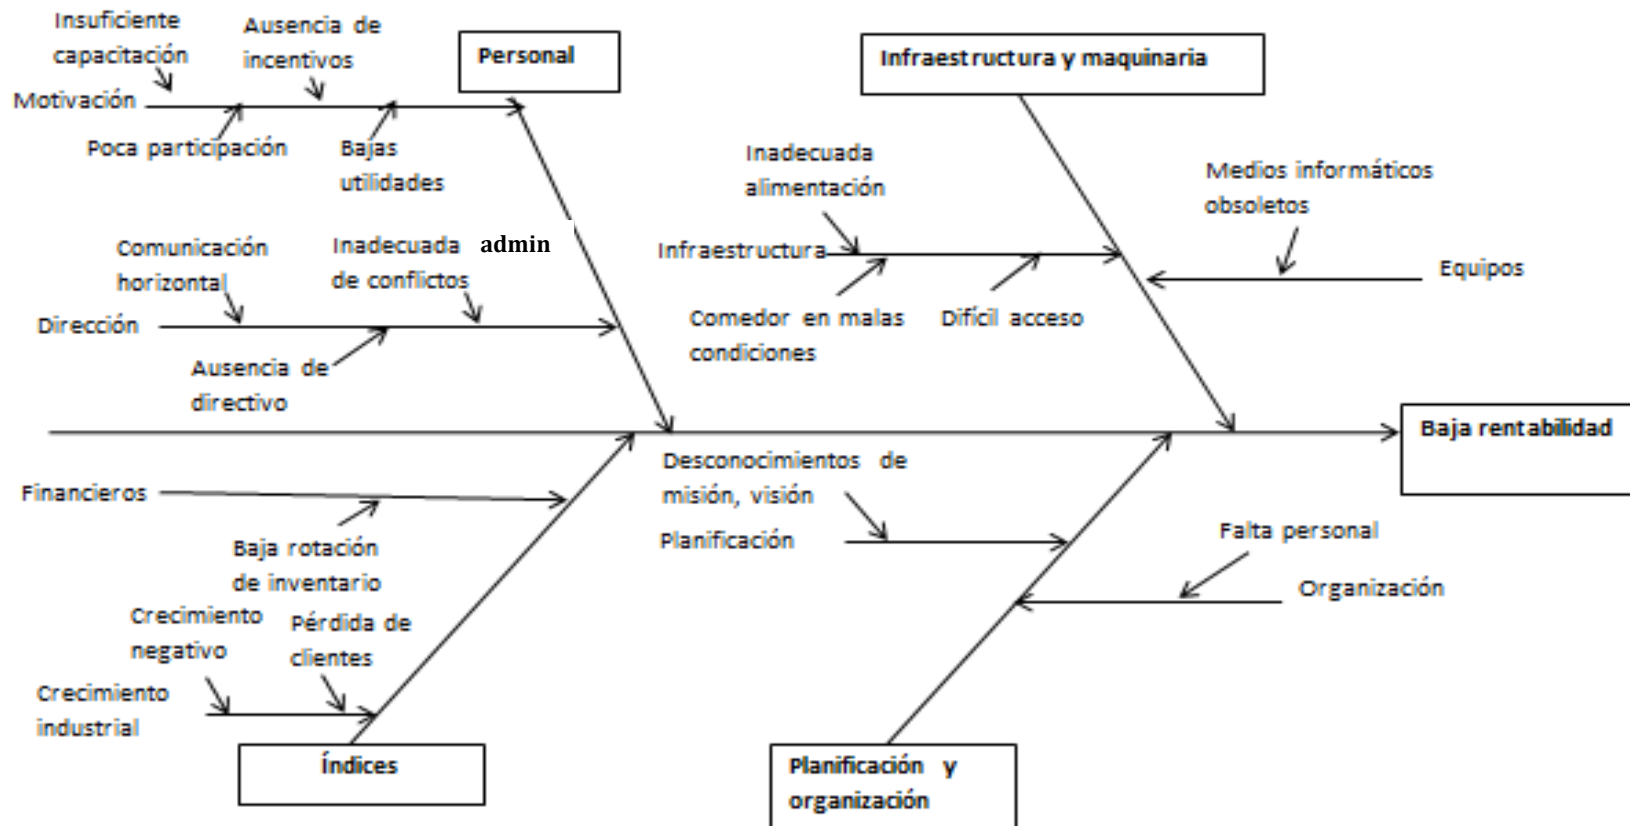 Insuficiente
capacitación
Ausencia de
incentivos
Personal
Infraestructura y maquinaria
Motivación
Poca participación
Bajas
utilidades
Inadecuada
alimentación
Medios informáticos
obsoletos
Comunicación
horizontal
Inadecuada admin
de conflictos
Infraestructura
Equipos
Dirección
Comedor en malas
condiciones
Difícil acceso
Ausencia de
directivo
Baja rentabilidad
Desconocimientos de
misión, visión
Financieros
Planificación
Falta personal
Baja rotación
de inventario
Organización
Crecimiento
negativo
Pérdida de
clientes
Crecimiento
industrial
Índices
Planificación y
organización